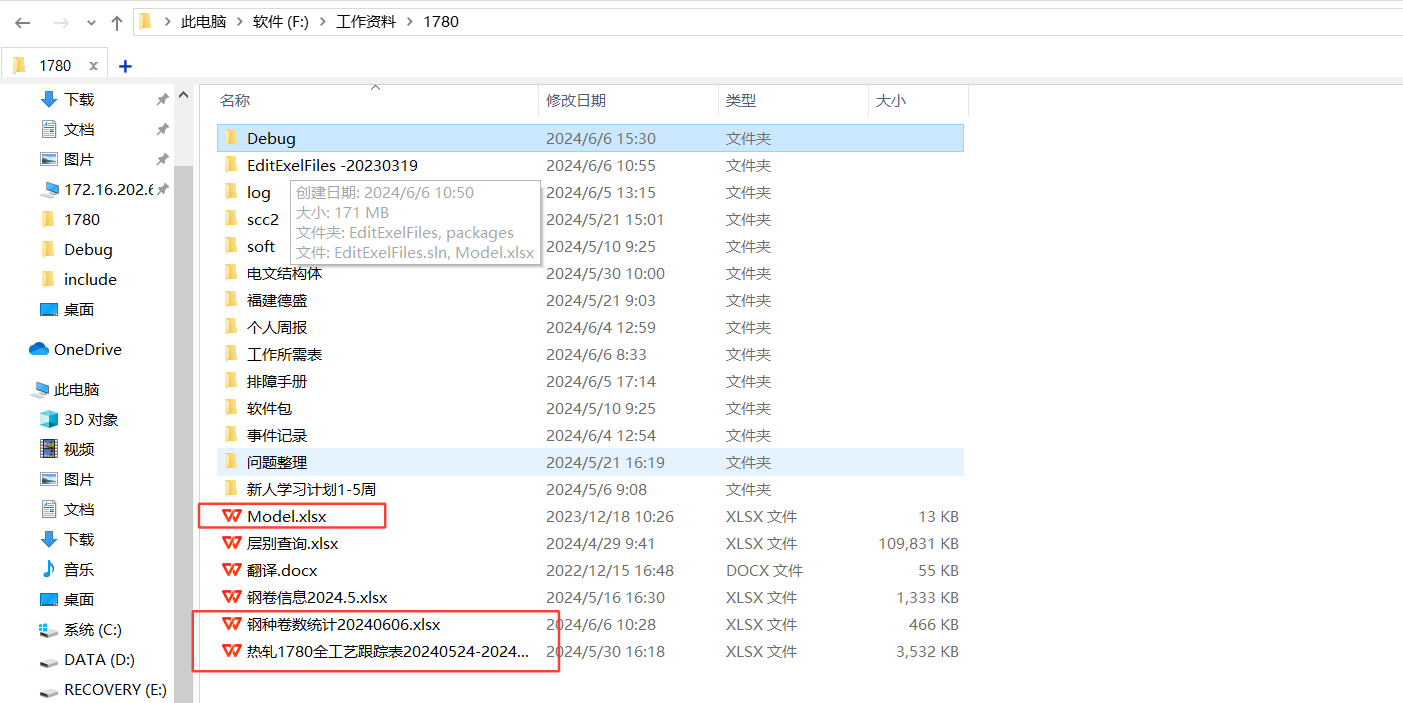 此电脑 > 软件 (F:) > 工作资料 > 1780
1780 x +
下载
文档
图片
172.16.202.6
1780
Debug
include
桌面
OneDrive
此电脑
3D 对象
视频
图片
文档
下载
音乐
桌面
系统 (C:)
DATA (D:)
RECOVERY (E:)
名称 修改日期 类型 大小
Debug 2024/6/6 15:30 文件夹
EditExelFiles -20230319 2024/6/6 10:55 文件夹
log 2024/6/5 13:15 文件夹
scc2 2024/5/21 15:01 文件夹
soft 2024/5/10 9:25 文件夹
创建日期: 2024/6/6 10:50
大小: 171 MB
文件夹: EditExelFiles, packages
文件: EditExelFiles.sln, Model.xlsx
电文结构体 2024/5/30 10:00 文件夹
福建德盛 2024/5/21 9:03 文件夹
个人周报 2024/6/4 12:59 文件夹
工作所需表 2024/6/6 8:33 文件夹
排障手册 2024/6/5 17:14 文件夹
软件包 2024/5/10 9:25 文件夹
事件记录 2024/6/4 12:54 文件夹
问题整理 2024/5/21 16:19 文件夹
新人学习计划1-5周 2024/5/6 9:08 文件夹
Model.xlsx 2023/12/18 10:26 XLSX 文件 13 KB
层别查询.xlsx 2024/4/29 9:41 XLSX 文件 109,831 KB
翻译.docx 2022/12/15 16:48 DOCX 文件 55 KB
钢卷信息2024.5.xlsx 2024/5/16 16:30 XLSX 文件 1,333 KB
钢种卷数统计20240606.xlsx 2024/6/6 10:28 XLSX 文件 466 KB
热轧1780全工艺跟踪表20240524-2024... 2024/5/30 16:18 XLSX 文件 3,532 KB